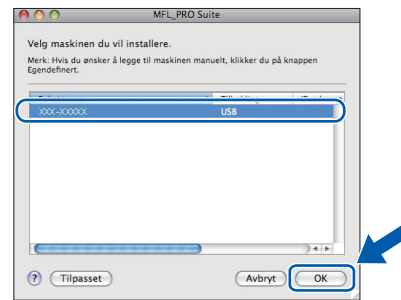 MFL_PRO Suite
Velg maskinen du vil installere.
Merk: Hvis du ønsker å legge til maskinen manuelt, klikker du på knappen
Egendefinert.
XXX-XXXXX USB
? Tilpasset Avbryt OK